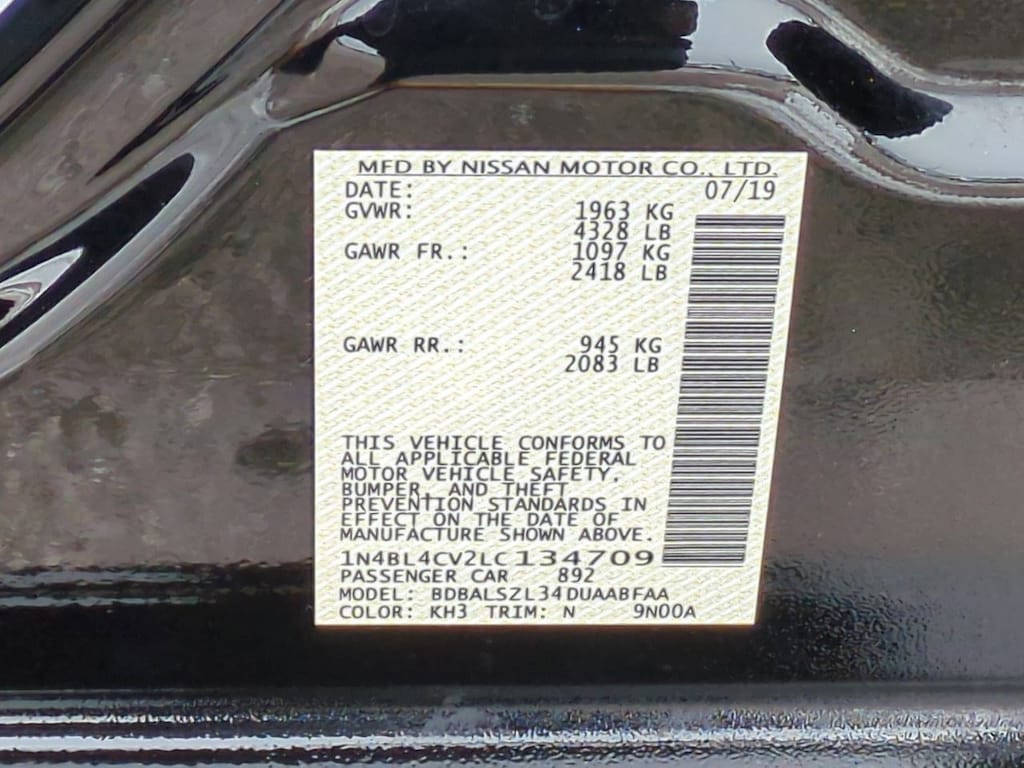 MFD BY NISSAN MOTOR CO., LTD.
DATE: 07/19
GVWR: 1963 KG
4328 LB
GAWR FR.: 1097 KG
2418 LB
GAWR RR.: 945 KG
2083 LB
THIS VEHICLE CONFORMS TO
ALL APPLICABLE FEDERAL
MOTOR VEHICLE SAFETY,
BUMPER, AND THEFT
PREVENTION STANDARDS IN
EFFECT ON THE DATE OF
MANUFACTURE SHOWN ABOVE.
1N4BL4CV2LC134709
PASSENGER CAR 892
MODEL: BDBALSZL34DUAABFAA
COLOR: KH3 TRIM: N 9N00A